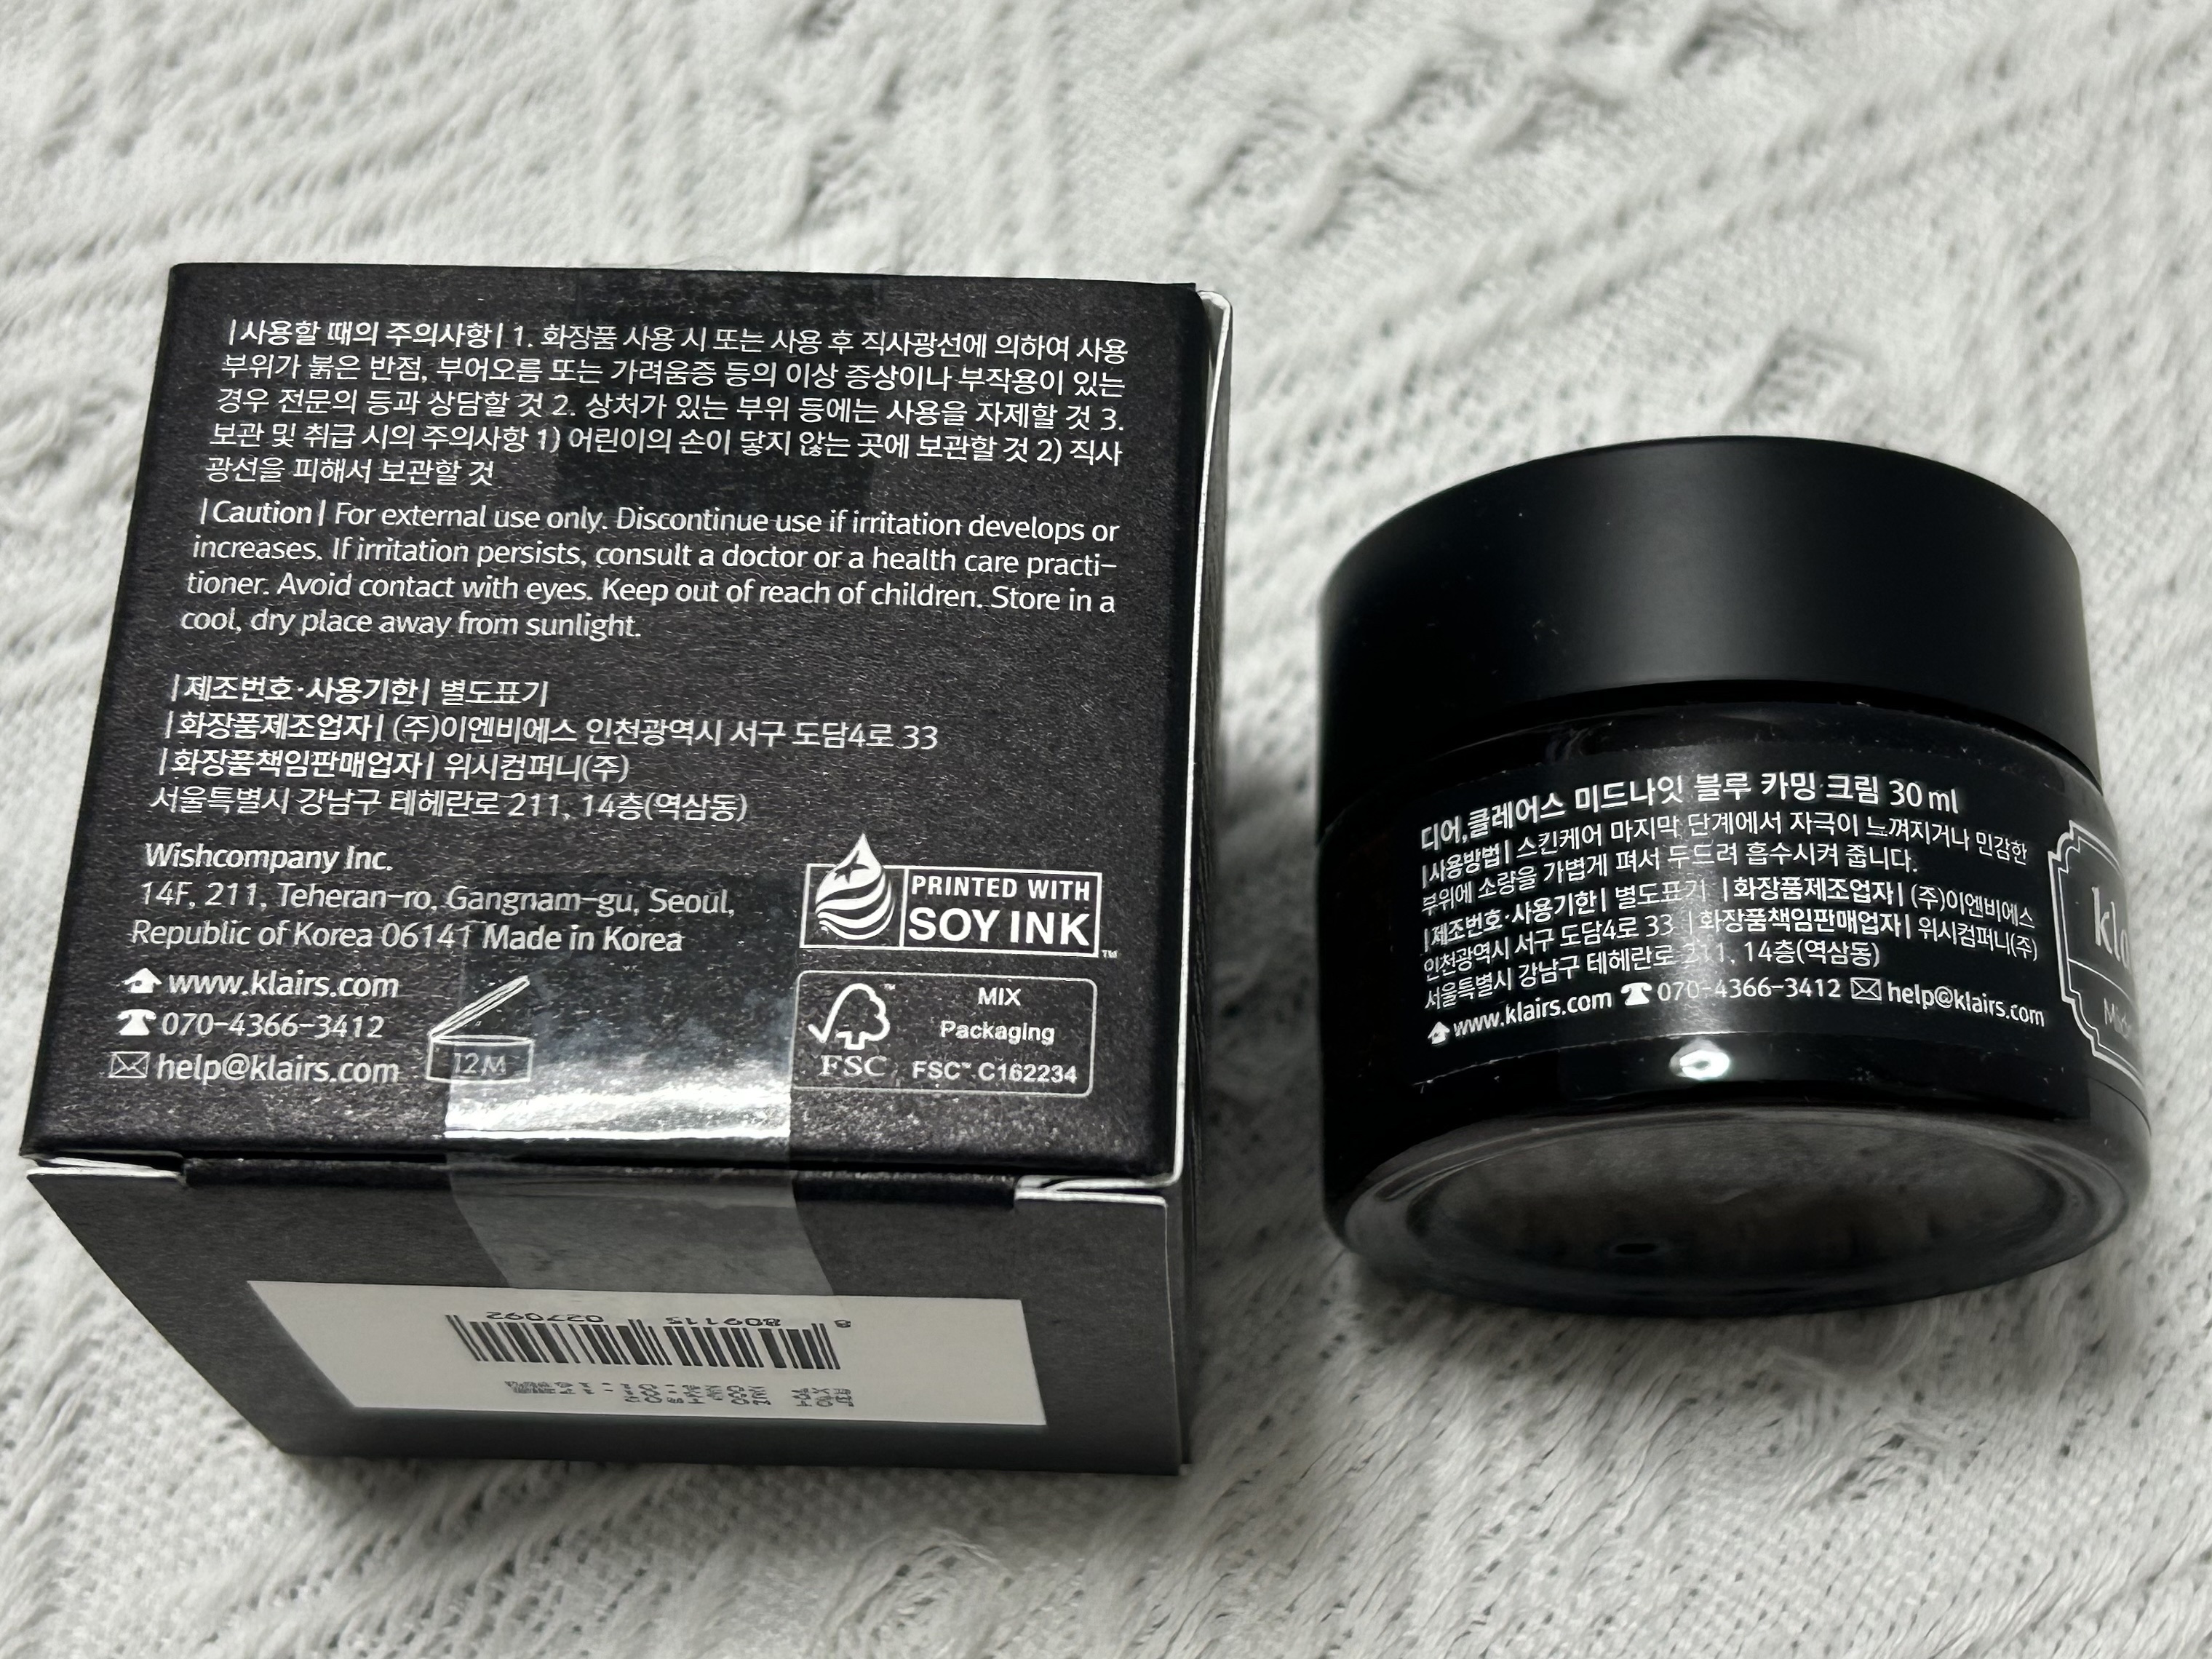 |사용할 때의 주의사항| 1. 화장품 사용 시 또는 사용 후 직사광선에 의하여 사용
부위가 붉은 반점, 부어오름 또는 가려움증 등의 이상 증상이나 부작용이 있는
경우 전문의 등과 상담할 것 2. 상처가 있는 부위 등에는 사용을 자제할 것 3.
보관 및 취급 시의 주의사항 1) 어린이의 손이 닿지 않는 곳에 보관할 것 2) 직사
광선을 피해서 보관할 것
|Caution| For external use only. Discontinue use if irritation develops or
increases. If irritation persists, consult a doctor or a health care practi-
tioner. Avoid contact with eyes. Keep out of reach of children. Store in a
cool, dry place away from sunlight.
|제조번호·사용기한| 별도표기
|화장품제조업자| (주)이엔비에스 인천광역시 서구 도담4로 33
|화장품책임판매업자| 위시컴퍼니(주)
서울특별시 강남구 테헤란로 211, 14층(역삼동)
Wishcompany Inc.
14F, 211, Teheran-ro, Gangnam-gu, Seoul,
Republic of Korea 06141 Made in Korea
www.klairs.com
070-4366-3412
help@klairs.com
12M
PRINTED WITH
SOY INK
TM
FSC
MIX
Packaging
FSC™ C162234
8 809115 027092
디어,클레어스 미드나잇 블루 카밍 크림 30 ml
|사용방법| 스킨케어 마지막 단계에서 자극이 느껴지거나 민감한
부위에 소량을 가볍게 펴서 두드려 흡수시켜 줍니다.
|제조번호·사용기한| 별도표기 |화장품제조업자| (주)이엔비에스
인천광역시 서구 도담4로 33 |화장품책임판매업자| 위시컴퍼니(주)
서울특별시 강남구 테헤란로 211, 14층(역삼동)
www.klairs.com 070-4366-3412 help@klairs.com